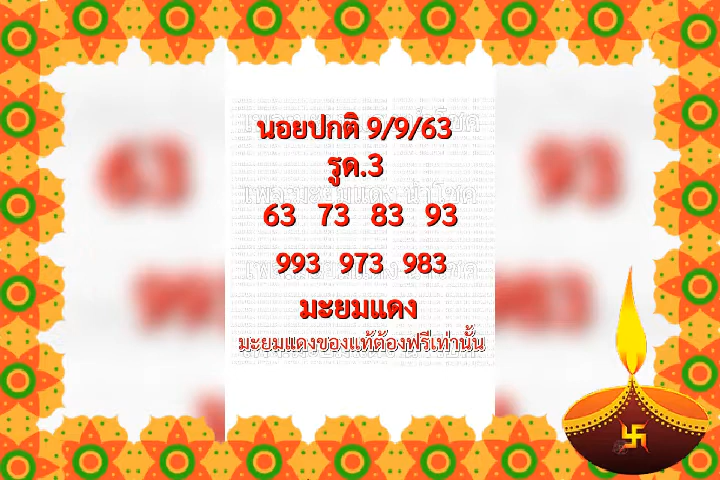 นอยปกติ 9/9/63
รูด.3
63 73 83 93
993 973 983
มะยมแดง
มะยมแดงของแท้ต้องฟรีเท่านั้น